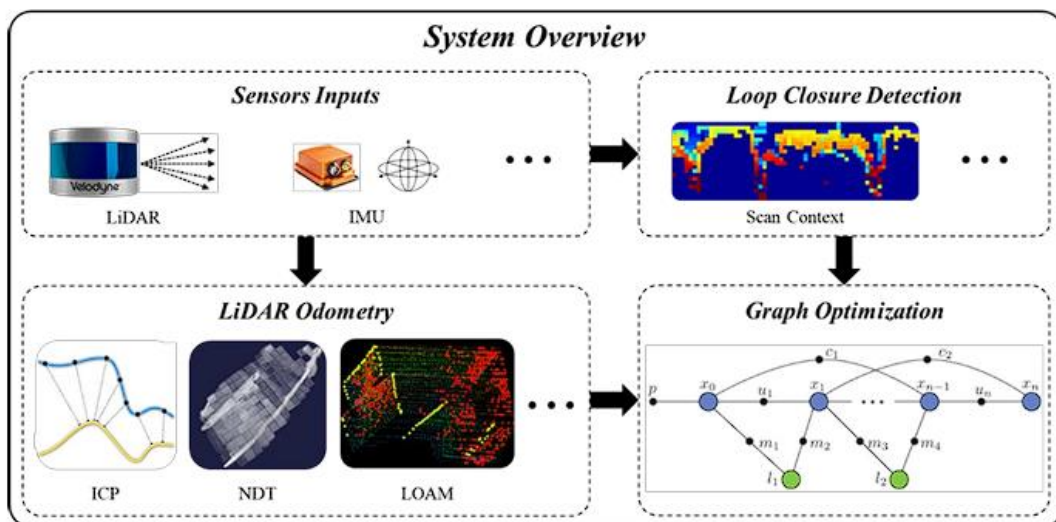 System Overview
Sensors Inputs
Velodyne
LiDAR
IMU
Loop Closure Detection
Scan Context
LiDAR Odometry
ICP
NDT
LOAM
Graph Optimization
c₁ c₂
p x₀ u₁ x₁ xₙ₋₁ uₙ xₙ
m₁ m₂ m₃ m₄
l₁ l₂